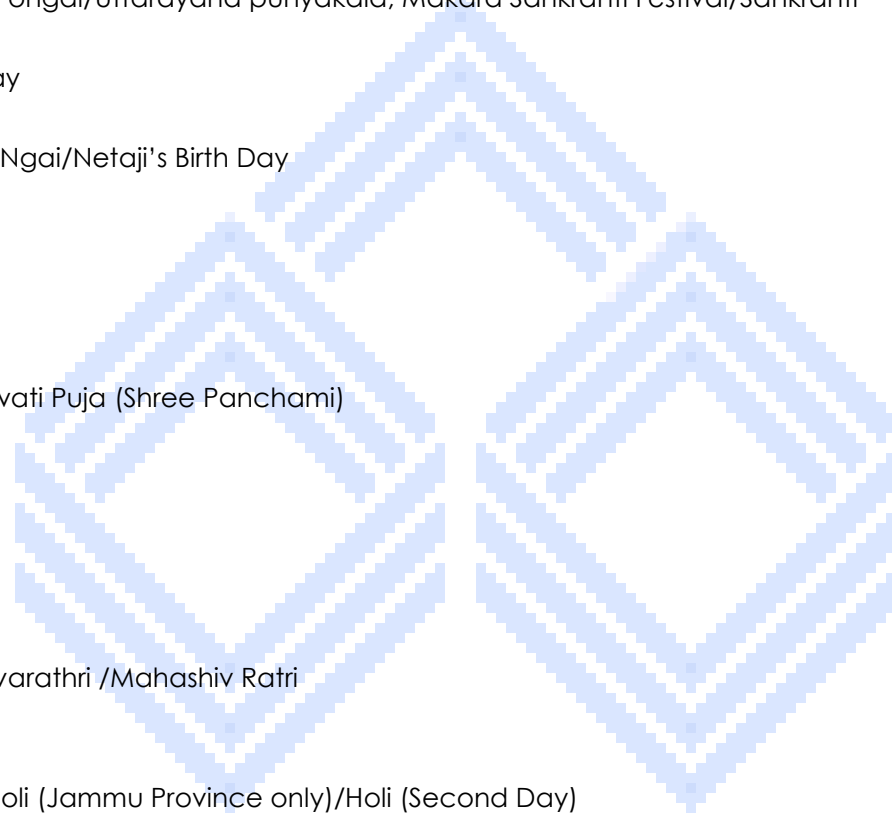 ongal/Uttarayana punyakala, Makara Sankranti Festival/Sankranti
ay
Ngai/Netaji's Birth Day
vati Puja (Shree Panchami)
varathri /Mahashiv Ratri
oli (Jammu Province only)/Holi (Second Day)